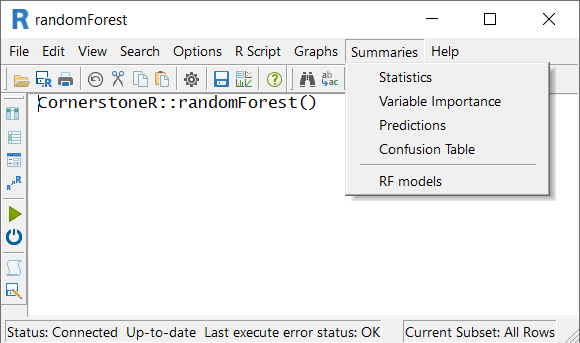 R randomForest
File Edit View Search Options R Script Graphs Summaries Help
CornerstoneR::randomForest()
Statistics
Variable Importance
Predictions
Confusion Table
RF models
Status: Connected Up-to-date Last execute error status: OK Current Subset: All Rows